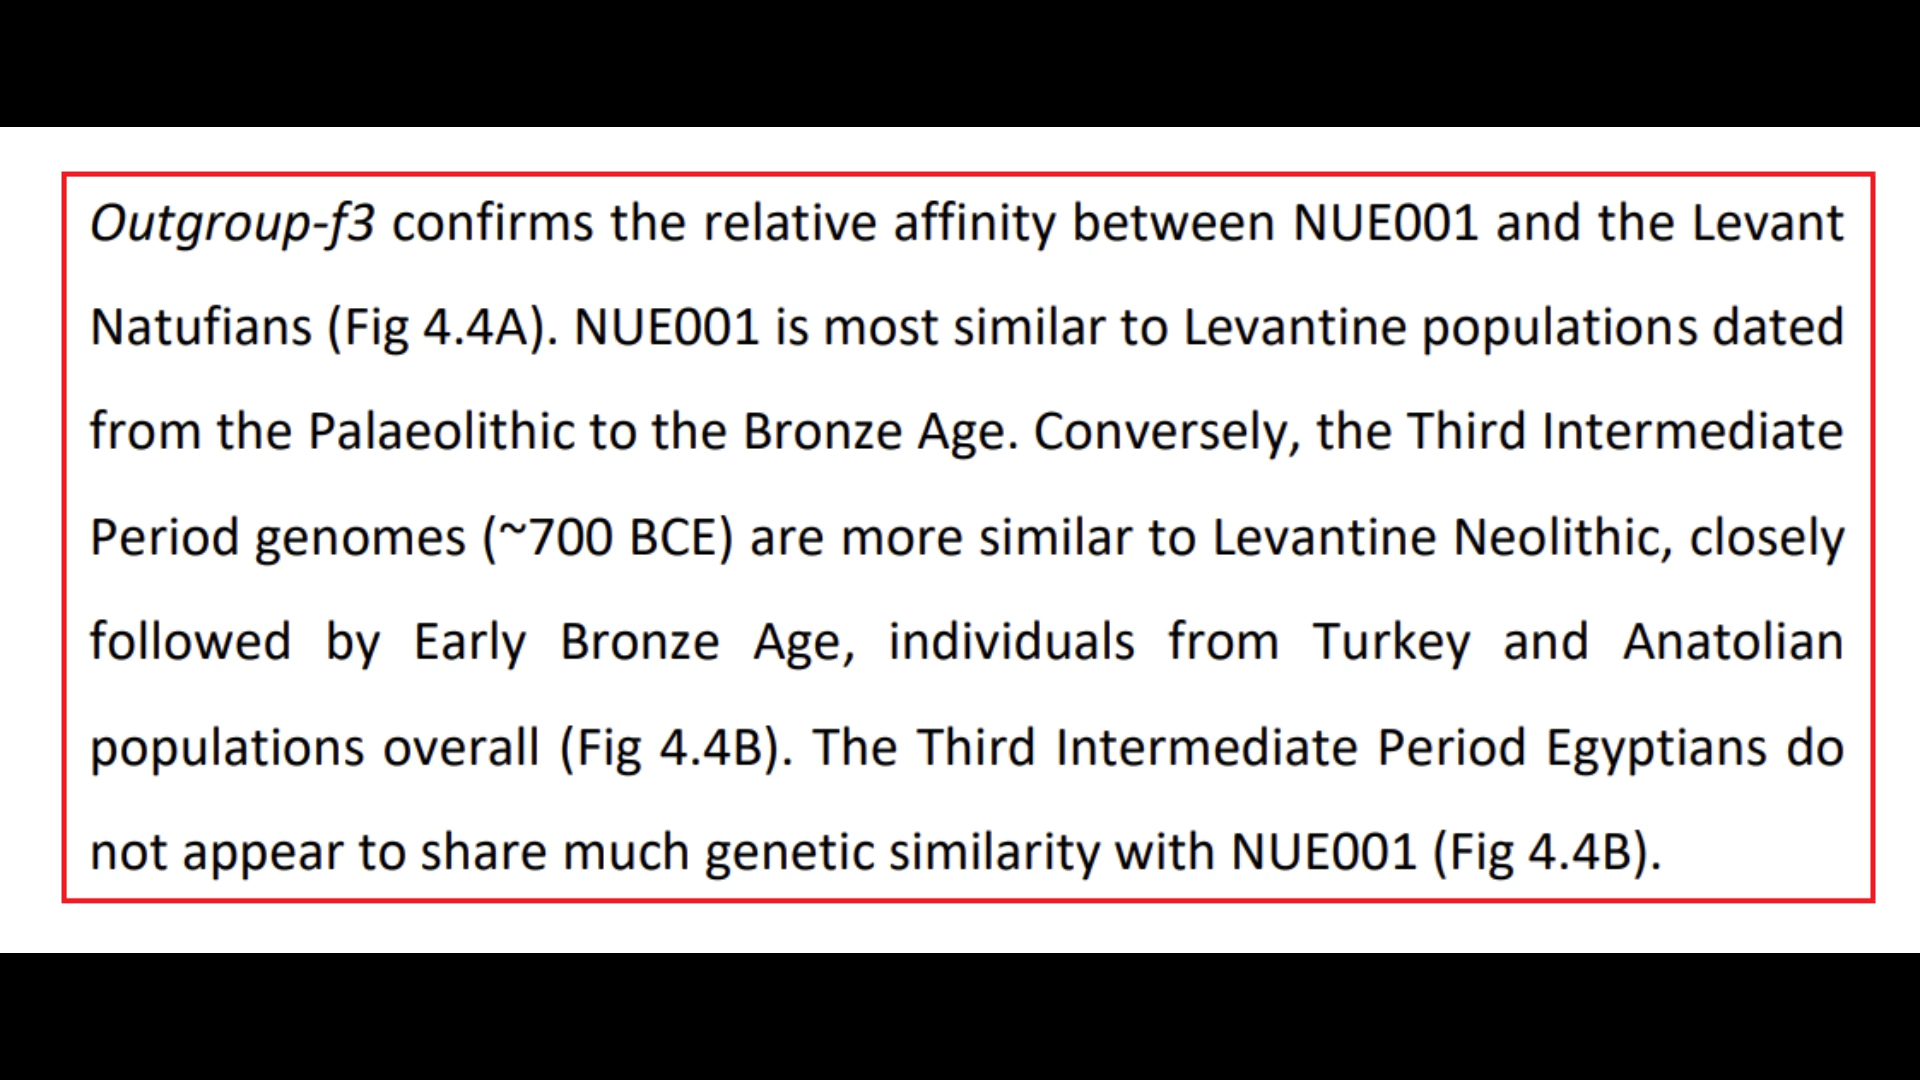 Outgroup-f3 confirms the relative affinity between NUE001 and the Levant
Natufians (Fig 4.4A). NUE001 is most similar to Levantine populations dated
from the Palaeolithic to the Bronze Age. Conversely, the Third Intermediate
Period genomes (~700 BCE) are more similar to Levantine Neolithic, closely
followed by Early Bronze Age, individuals from Turkey and Anatolian
populations overall (Fig 4.4B). The Third Intermediate Period Egyptians do
not appear to share much genetic similarity with NUE001 (Fig 4.4B).